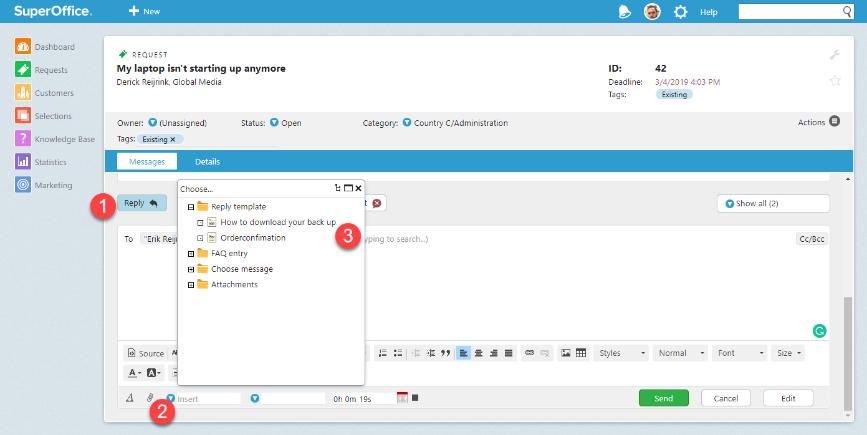 SuperOffice.
New
Help
Dashboard
Requests
Customers
Selections
Knowledge Base
Statistics
Marketing
REQUEST
My laptop isn't starting up anymore
Derick Reijrink, Global Media
ID: 42
Deadline: 3/4/2019 4:03 PM
Tags: Existing
Owner: (Unassigned) Status: Open Category: Country C/Administration Actions
Tags: Existing ×
Messages Details
1 Reply
Choose...
Show all (2)
Reply template
How to download your back up
Orderconfimation
3
FAQ entry
Choose message
Attachments
To "Erik Reij typing to search...) Cc/Bcc
Source Styles Normal Font Size
A A
2 Insert 0h 0m 19s Send Cancel Edit